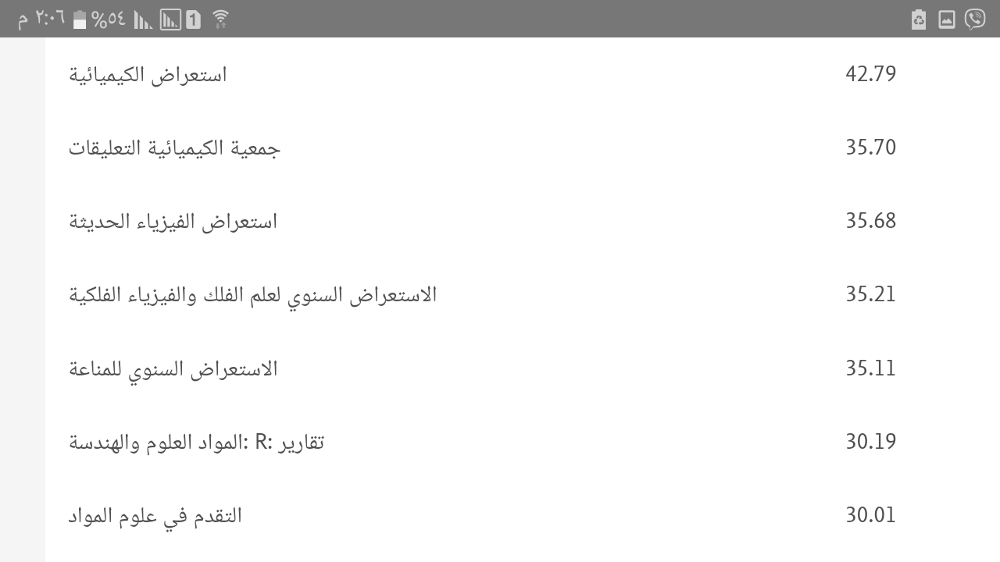 ٢:٠٦ م %٥٤ 1
استعراض الكيميائية 42.79
جمعية الكيميائية التعليقات 35.70
استعراض الفيزياء الحديثة 35.68
الاستعراض السنوي لعلم الفلك والفيزياء الفلكية 35.21
الاستعراض السنوي للمناعة 35.11
تقارير :R :المواد العلوم والهندسة 30.19
التقدم في علوم المواد 30.01